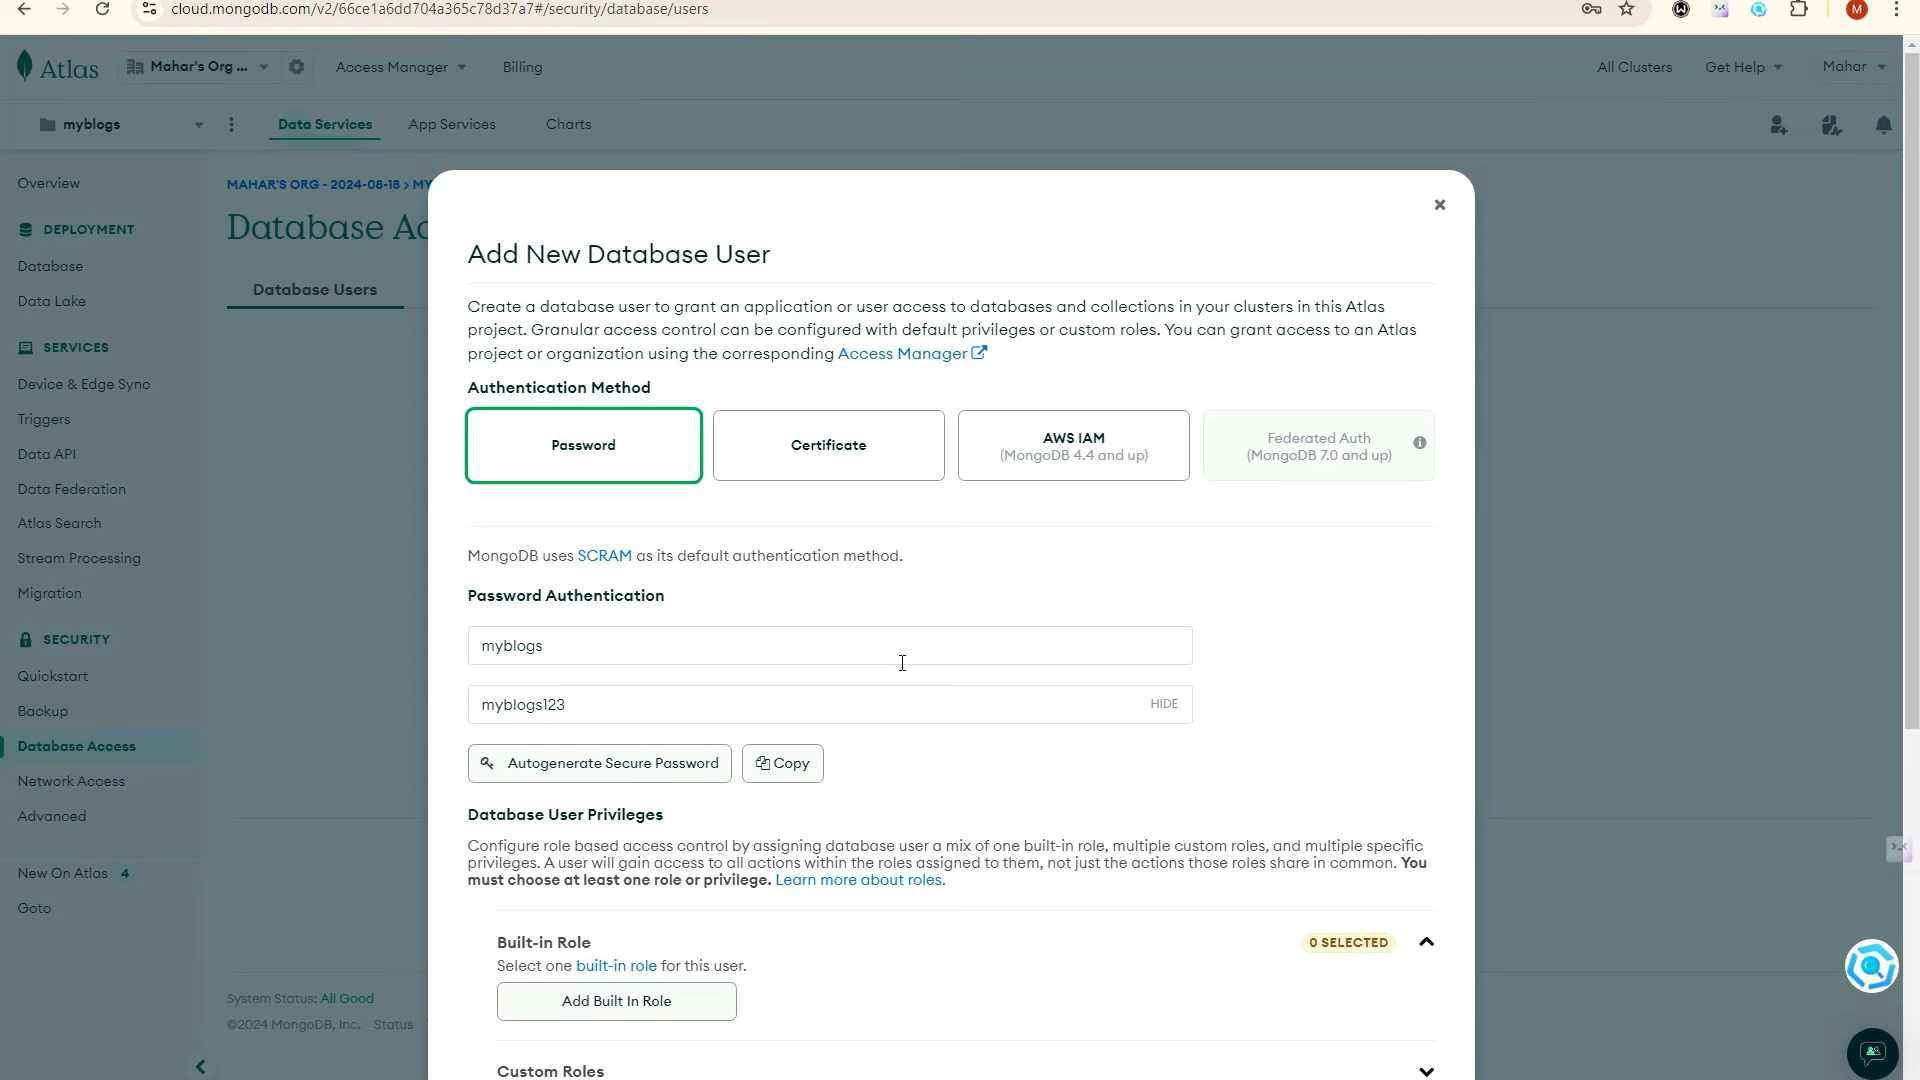 cloud.mongodb.com/v2/66ce1a6dd704a365c78d37a7#/security/database/users
M
Atlas
Mahar's Org ...
Access Manager
Billing
All Clusters
Get Help
Mahar
myblogs
Data Services
App Services
Charts
Overview
DEPLOYMENT
Database
Data Lake
SERVICES
Device & Edge Sync
Triggers
Data API
Data Federation
Atlas Search
Stream Processing
Migration
SECURITY
Quickstart
Backup
Database Access
Network Access
Advanced
New On Atlas 4
Goto
MAHAR'S ORG - 2024-08-18 > MY
Database Ac
Database Users
System Status: All Good
©2024 MongoDB, Inc. Status
Add New Database User
Create a database user to grant an application or user access to databases and collections in your clusters in this Atlas
project. Granular access control can be configured with default privileges or custom roles. You can grant access to an Atlas
project or organization using the corresponding Access Manager
Authentication Method
Password
Certificate
AWS IAM
(MongoDB 4.4 and up)
Federated Auth
(MongoDB 7.0 and up)
MongoDB uses SCRAM as its default authentication method.
Password Authentication
myblogs
myblogs123
HIDE
Autogenerate Secure Password
Copy
Database User Privileges
Configure role based access control by assigning database user a mix of one built-in role, multiple custom roles, and multiple specific
privileges. A user will gain access to all actions within the roles assigned to them, not just the actions those roles share in common. You
must choose at least one role or privilege. Learn more about roles.
Built-in Role
0 SELECTED
Select one built-in role for this user.
Add Built In Role
Custom Roles